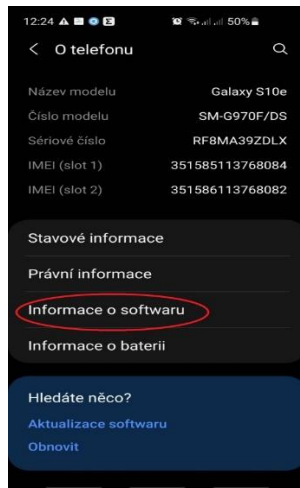 12:24 50%
O telefonu
Název modelu Galaxy S10e
Číslo modelu SM-G970F/DS
Sériové číslo RF8MA39ZDLX
IMEI (slot 1) 351585113768084
IMEI (slot 2) 351586113768082
Stavové informace
Právní informace
Informace o softwaru
Informace o baterii
Hledáte něco?
Aktualizace softwaru
Obnovit